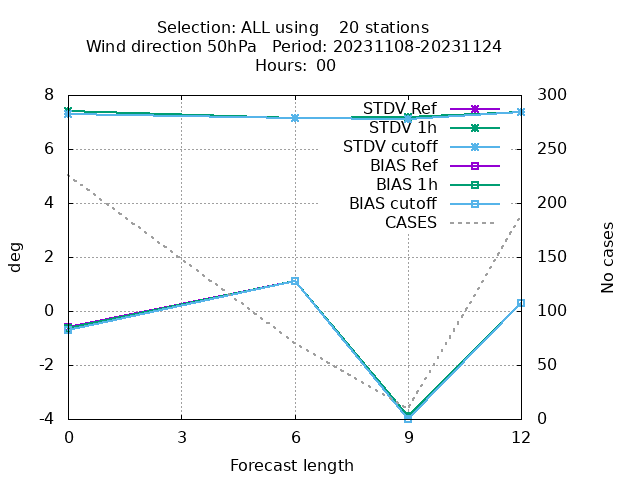 Selection: ALL using    20 stations
Wind direction 50hPa   Period: 20231108-20231124
Hours: 00
8
6
4
2
0
-2
-4
300
250
200
150
100
50
0
deg
No cases
STDV Ref
STDV 1h
STDV cutoff
BIAS Ref
BIAS 1h
BIAS cutoff
CASES
0 3 6 9 12
Forecast length